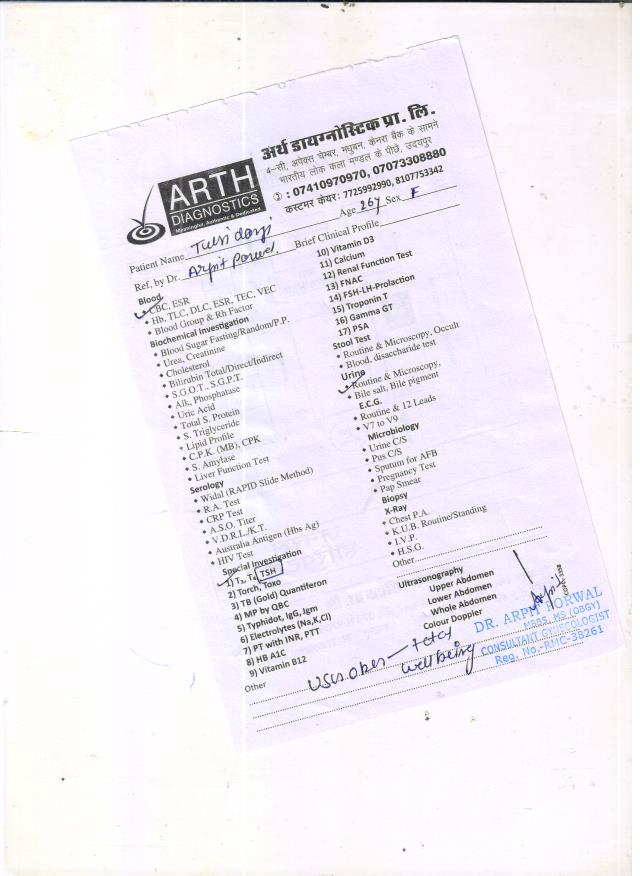 अर्थ डायग्नोस्टिक प्रा. लि.
4-सी, अपेक्स चेम्बर, मधुबन, केनरा बैंक के सामने
भारतीय लोक कला मण्डल के पीछे, उदयपुर
: 07410970970, 07073308880
कस्टमर केयर: 7725992990, 8107753342
ARTH
DIAGNOSTICS
Meaningful, Authentic & Dedicated
Patient Name Tulsi Age 26y Sex F
Ref. by Dr. Arpit Porwal. Brief Clinical Profile
Blood
• CBC, ESR
• Hb, TLC, DLC, ESR, TEC, VEC
• Blood Group & Rh Factor
Biochemical Investigation
• Blood Sugar Fasting/Random/P.P.
• Urea, Creatinine
• Cholesterol
• Bilirubin Total/Direct/Indirect
• S.G.O.T., S.G.P.T.
• Alk, Phosphatase
• Uric Acid
• Total S. Protein
• S. Triglyceride
• Lipid Profile
• C.P.K. (MB), CPK
• S. Amylase
• Liver Function Test
Serology
• Widal (RAPID Slide Method)
• R.A. Test
• CRP Test
• A.S.O. Titer
• V.D.R.L./K.T.
• Australia Antigen (Hbs Ag)
• HIV Test
Special Investigation
1) T₃, T₄ TSH
2) Torch, Toxo
3) TB (Gold) Quantiferon
4) MP by QBC
5) Typhidot, IgG, Igm
6) Electrolytes (Na,K,Cl)
7) PT with INR, PTT
8) HB A1C
9) Vitamin B12
10) Vitamin D3
11) Calcium
12) Renal Function Test
13) FNAC
14) FSH-LH-Prolaction
15) Troponin T
16) Gamma GT
17) PSA
Stool Test
• Routine & Microscopy, Occult
• Blood, disaccharide test
Urine
• Routine & Microscopy,
• Bile salt, Bile pigment
E.C.G.
• Routine & 12 Leads
• V7 to V9
Microbiology
• Urine C/S
• Pus C/S
• Sputum for AFB
• Pregnancy Test
• Pap Smear
Biopsy
X-Ray
• Chest P.A.
• K.U.B. Routine/Standing
• I.V.P.
• H.S.G.
Other
Ultrasonography
Upper Abdomen
Lower Abdomen
Whole Abdomen
Colour Doppler
Arpit
DR. ARPIT PORWAL
MBBS, MS (OBGY)
CONSULTANT GYNECOLOGIST
Reg. No.-RMC-38261
Other USG Obs - fetal
wellbeing